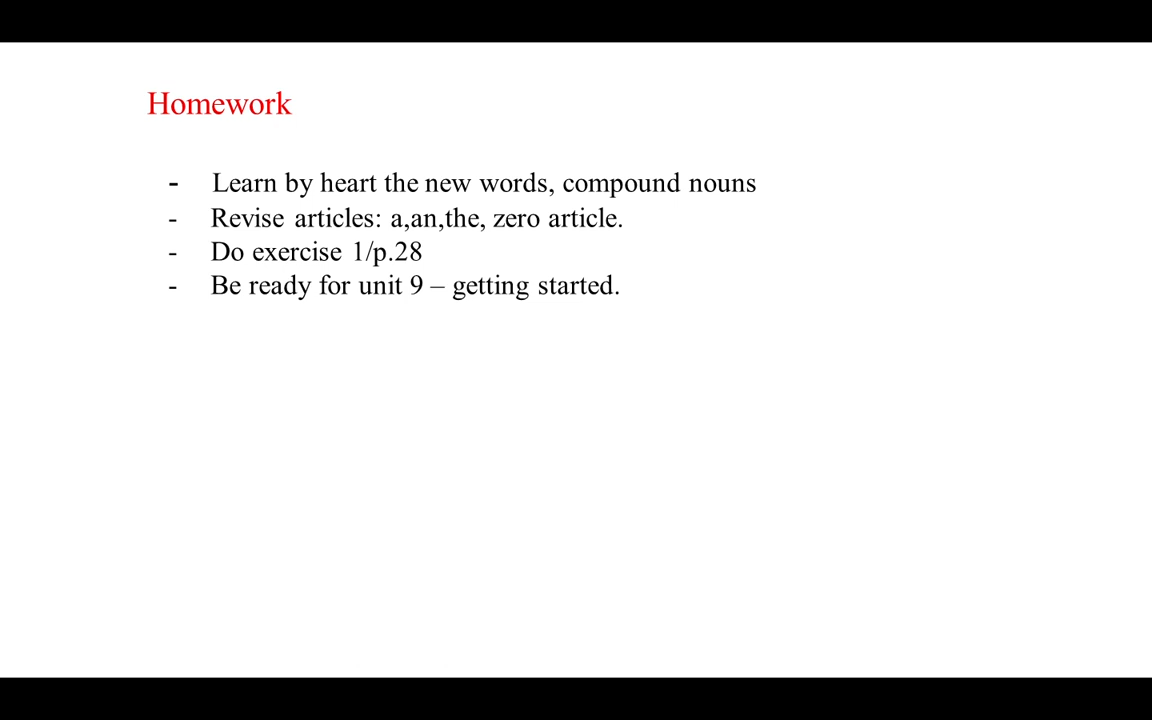 Homework
- Learn by heart the new words, compound nouns
- Revise articles: a,an,the, zero article.
- Do exercise 1/p.28
- Be ready for unit 9 – getting started.